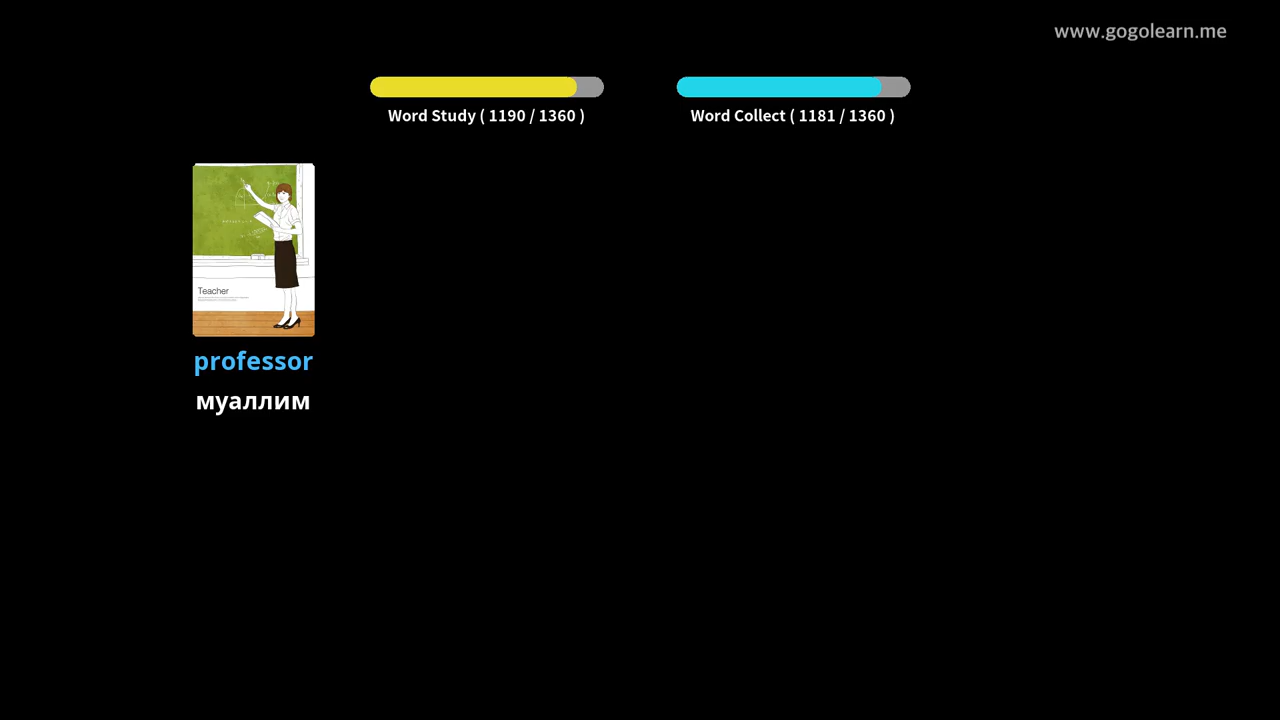 www.gogolearn.me
Word Study ( 1190 / 1360 )
Word Collect ( 1181 / 1360 )
Teacher
professor
муаллим